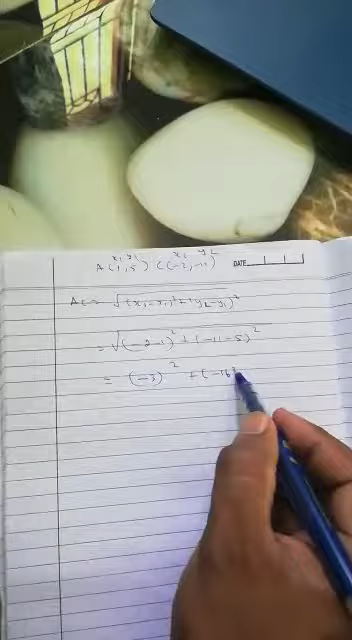 x₁ y₁ x₂ y₂
A(1,5) C(-2,-11) DATE
AC = √(x₂-x₁)²+(y₂-y₁)²
= √(-2-1)² + (-11-5)²
= (-3)² + (-16)